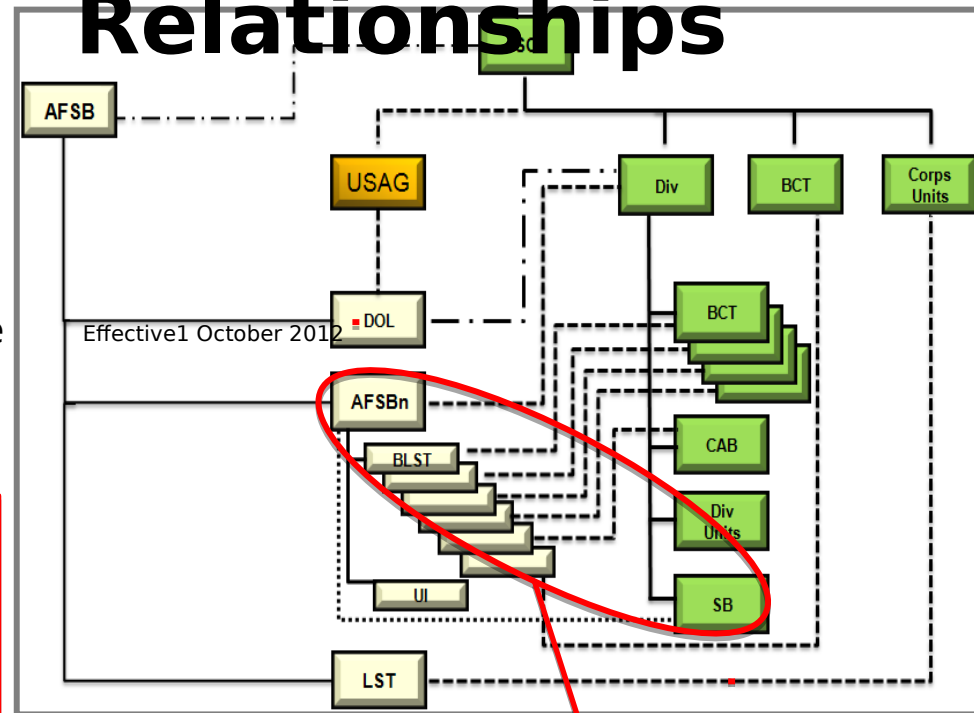 Relationships
AFSB
USAG
Div
BCT
Corps
Units
DOL
e
Effective1 October 2012
BCT
AFSBn
BLST
CAB
Div
Units
UI
SB
LST